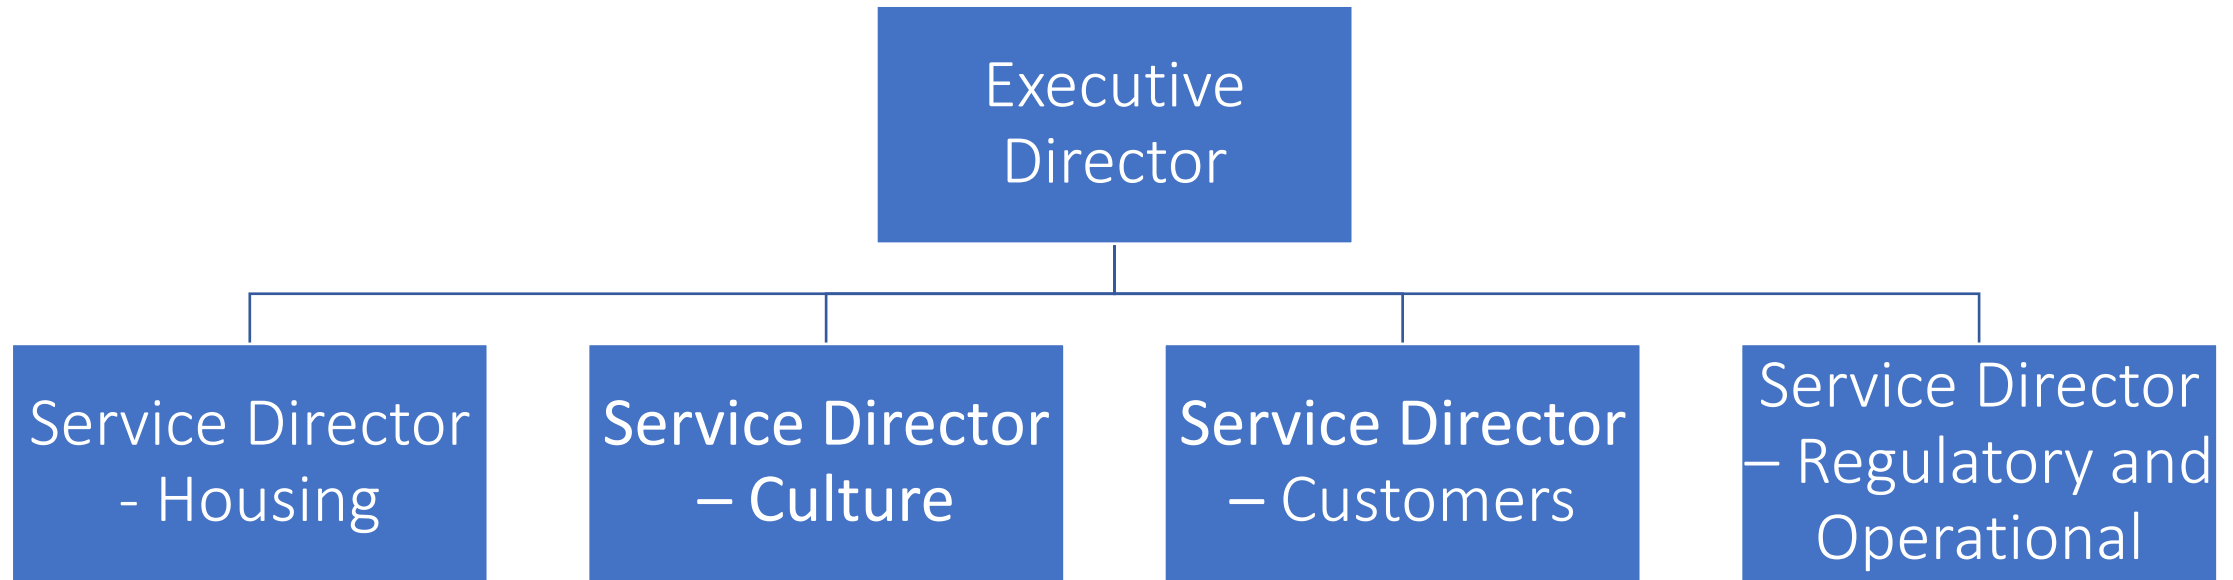 Executive
Director
Service Director
- Housing
Service Director
– Culture
Service Director
– Customers
Service Director
– Regulatory and
Operational